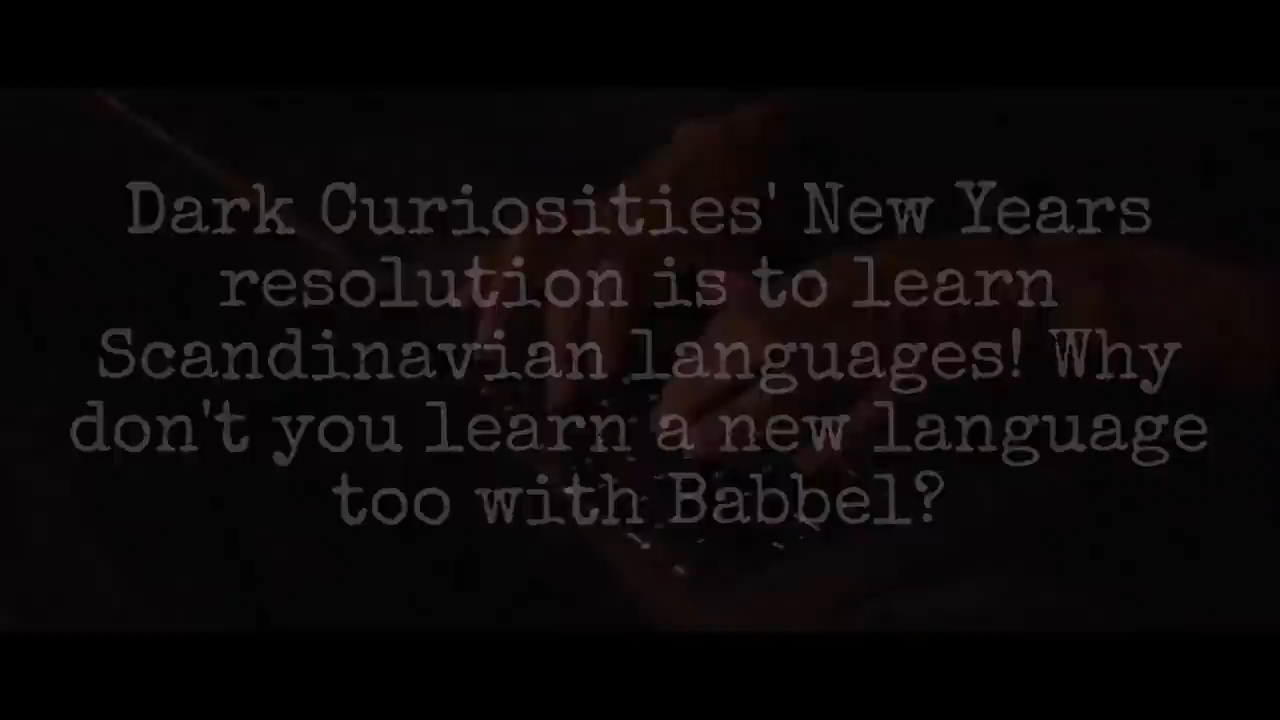 Dark Curiosities' New Years
resolution is to learn
Scandinavian languages! Why
don't you learn a new language
too with Babbel?